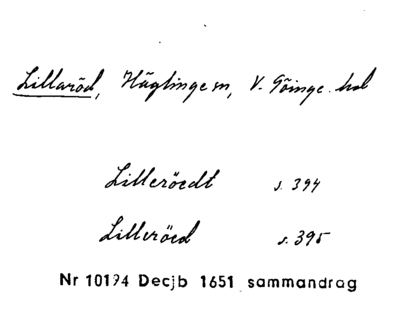 Lillaröd, Häglinge sn, V. Göinge hd
Lilleröedt s. 394
Lilleröed s. 395
Nr 10194 Decjb 1651 sammandrag